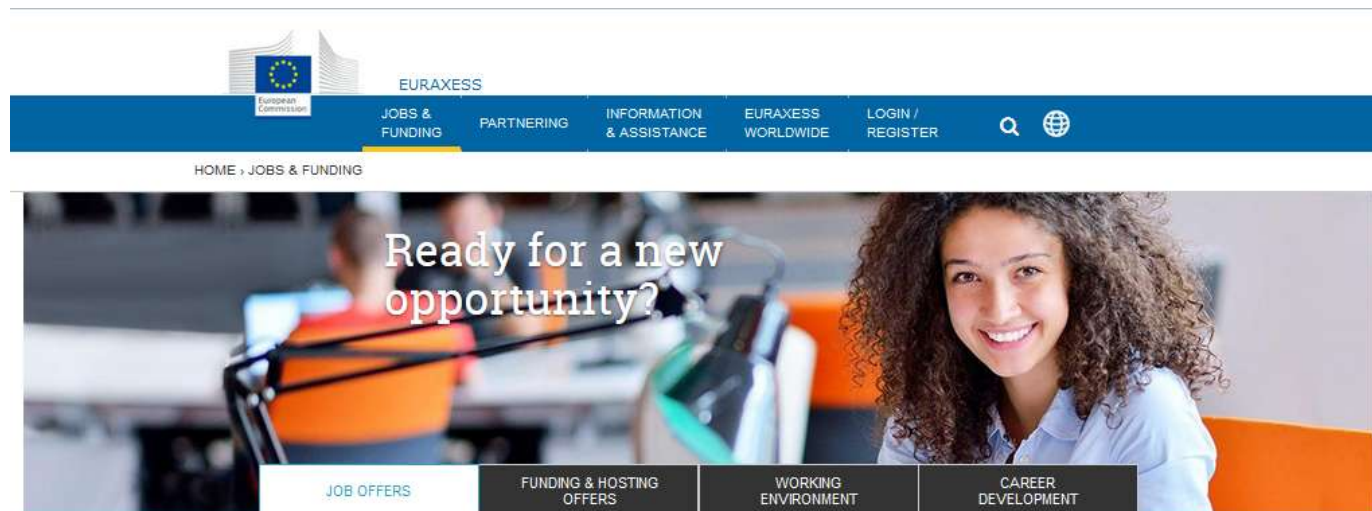 European
Commission
EURAXESS
JOBS &
FUNDING
PARTNERING
INFORMATION
& ASSISTANCE
EURAXESS
WORLDWIDE
LOGIN /
REGISTER
HOME › JOBS & FUNDING
Ready for a new
opportunity?
JOB OFFERS
FUNDING & HOSTING
OFFERS
WORKING
ENVIRONMENT
CAREER
DEVELOPMENT